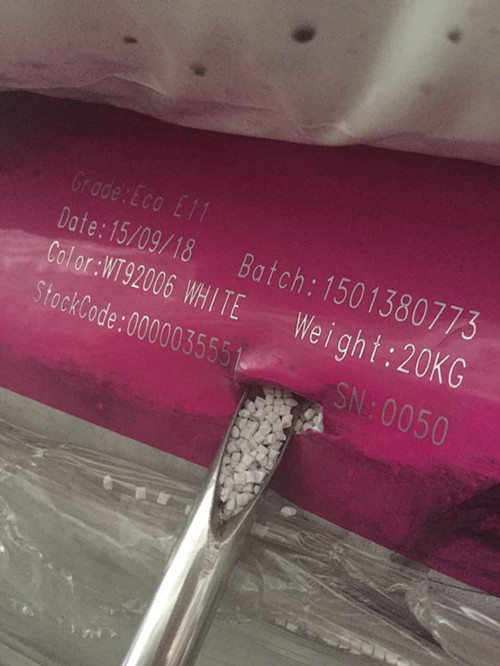 Grade:Eco E11
Date:15/09/18 Batch:1501380773
Color:WT92006 WHITE Weight:20KG
StockCode:0000035551 SN:0050